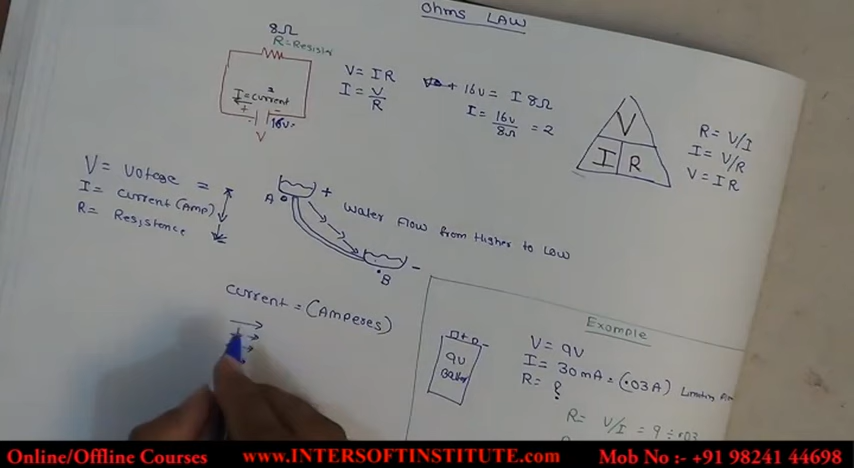 Ohms LAW
8Ω
R=Resistor
I=current
+ -
16v
V
V = IR
I = V/R
16v = I 8Ω
I = 16v/8Ω = 2
V
I R
R = V/I
I = V/R
V = IR
V = Votage =
I = current (Amp)
R = Resistence
A +
Water Flow from Higher to Low
-
B
current = (Amperes)
Example
+ -
9v
V = 9V
I = 30mA = (.03A)
R = ?
R = V/I = 9 ÷ .03
Online/Offline Courses www.INTERSOFTINSTITUTE.com Mob No :- +91 98241 44698